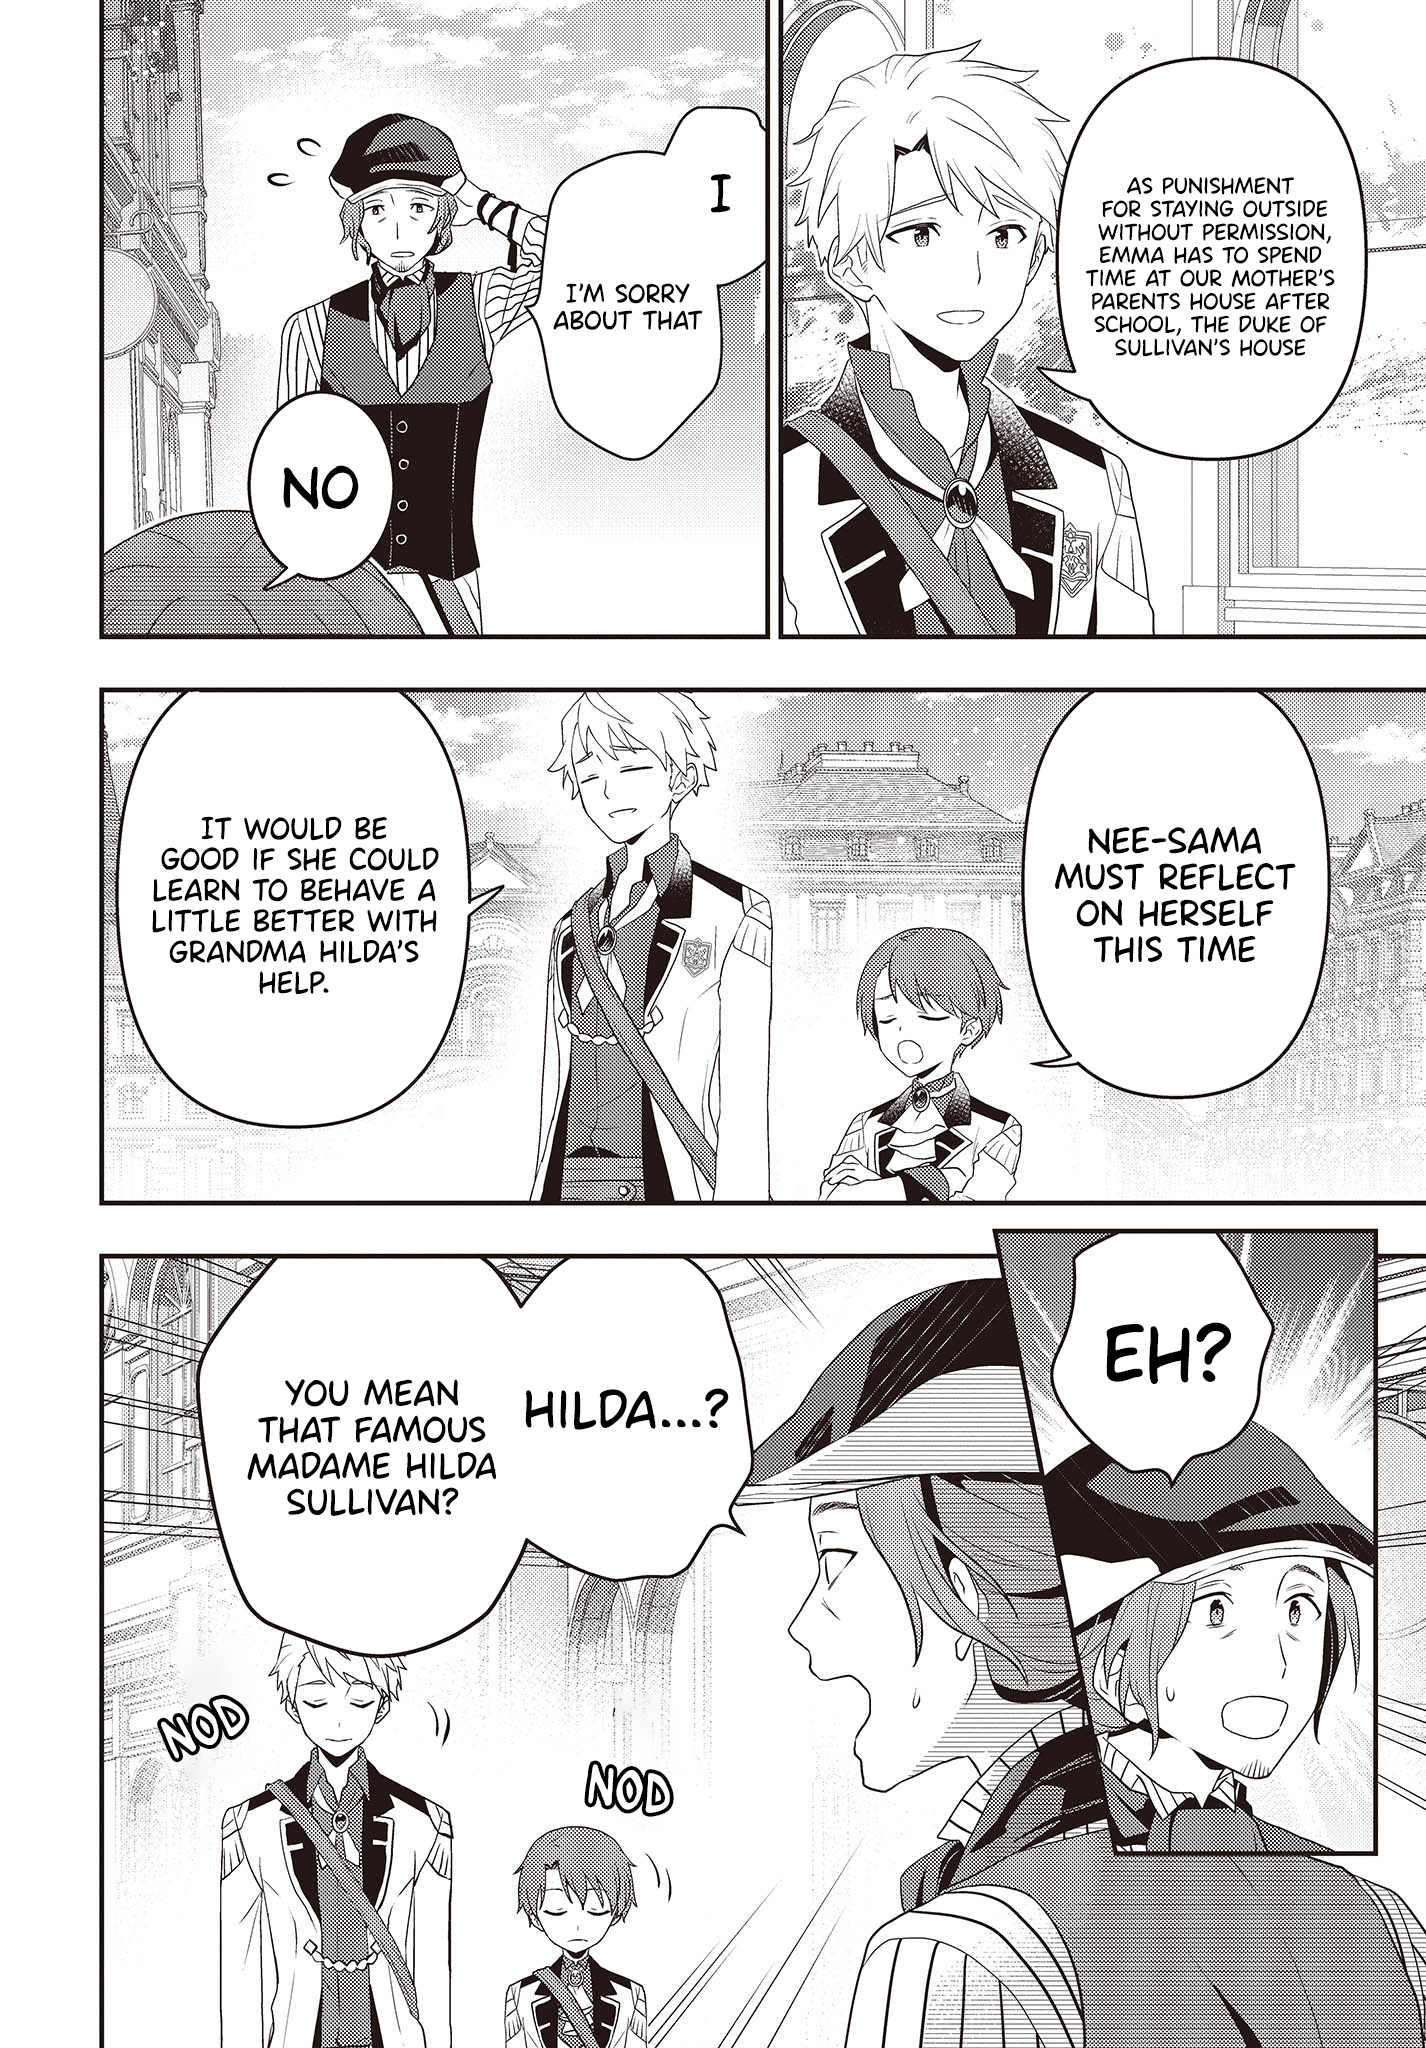 AS PUNISHMENT
FOR STAYING OUTSIDE
WITHOUT PERMISSION,
EMMA HAS TO SPEND
TIME AT OUR MOTHER'S
PARENTS HOUSE AFTER
SCHOOL, THE DUKE OF
SULLIVAN'S HOUSE
I
I'M SORRY
ABOUT THAT
NO
NEE-SAMA
MUST REFLECT
ON HERSELF
THIS TIME
IT WOULD BE
GOOD IF SHE COULD
LEARN TO BEHAVE A
LITTLE BETTER WITH
GRANDMA HILDA'S
HELP.
EH?
HILDA...?
YOU MEAN
THAT FAMOUS
MADAME HILDA
SULLIVAN?
NOD
NOD